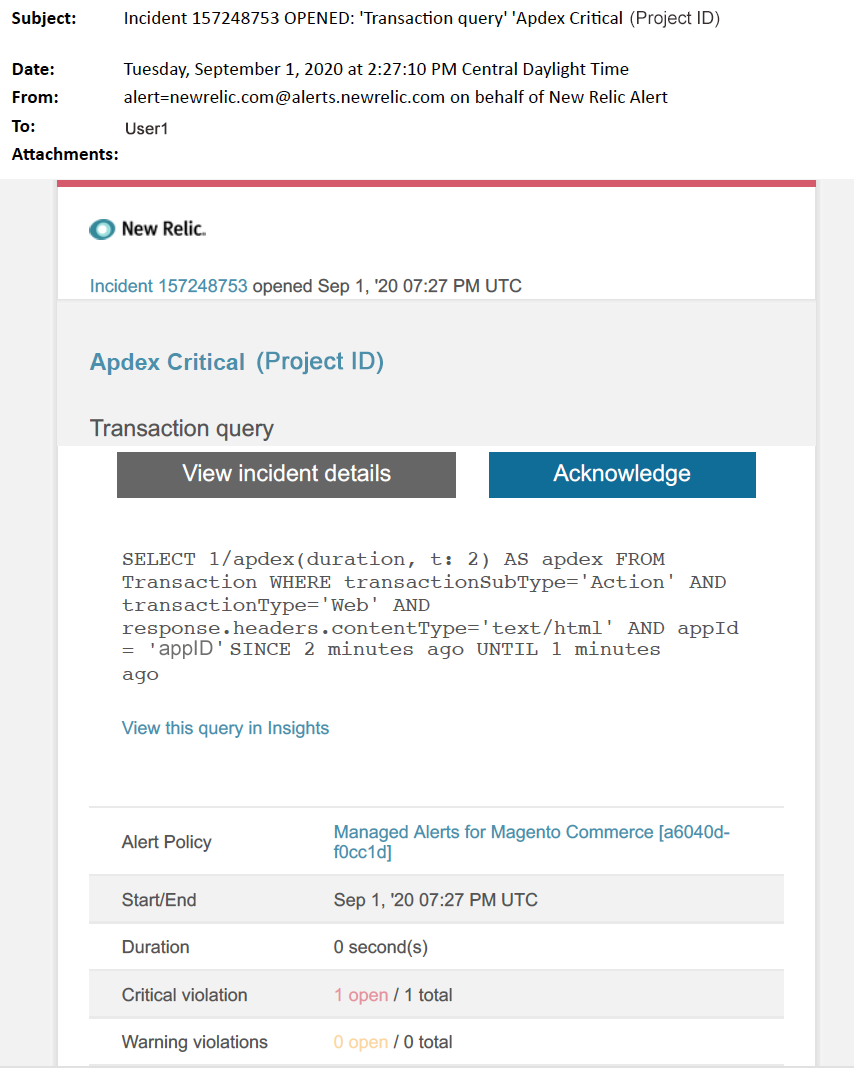 Subject: Incident 157248753 OPENED: 'Transaction query' 'Apdex Critical (Project ID)
Date: Tuesday, September 1, 2020 at 2:27:10 PM Central Daylight Time
From: alert=newrelic.com@alerts.newrelic.com on behalf of New Relic Alert
To: User1
Attachments:
New Relic.
Incident 157248753 opened Sep 1, '20 07:27 PM UTC
Apdex Critical (Project ID)
Transaction query
View incident details Acknowledge
SELECT 1/apdex(duration, t: 2) AS apdex FROM
Transaction WHERE transactionSubType='Action' AND
transactionType='Web' AND
response.headers.contentType='text/html' AND appId
= 'appID' SINCE 2 minutes ago UNTIL 1 minutes
ago
View this query in Insights
Alert Policy Managed Alerts for Magento Commerce [a6040d-
f0cc1d]
Start/End Sep 1, '20 07:27 PM UTC
Duration 0 second(s)
Critical violation 1 open / 1 total
Warning violations 0 open / 0 total